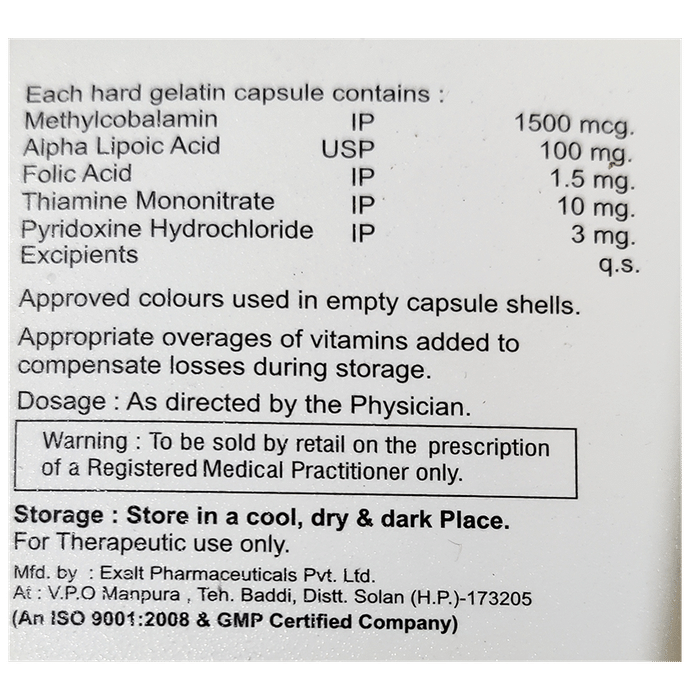 Each hard gelatin capsule contains :
Methylcobalamin IP 1500 mcg.
Alpha Lipoic Acid USP 100 mg.
Folic Acid IP 1.5 mg.
Thiamine Mononitrate IP 10 mg.
Pyridoxine Hydrochloride IP 3 mg.
Excipients q.s.
Approved colours used in empty capsule shells.
Appropriate overages of vitamins added to
compensate losses during storage.
Dosage : As directed by the Physician.
Warning : To be sold by retail on the prescription
of a Registered Medical Practitioner only.
Storage : Store in a cool, dry & dark Place.
For Therapeutic use only.
Mfd. by : Exalt Pharmaceuticals Pvt. Ltd.
At : V.P.O Manpura , Teh. Baddi, Distt. Solan (H.P.)-173205
(An ISO 9001:2008 & GMP Certified Company)